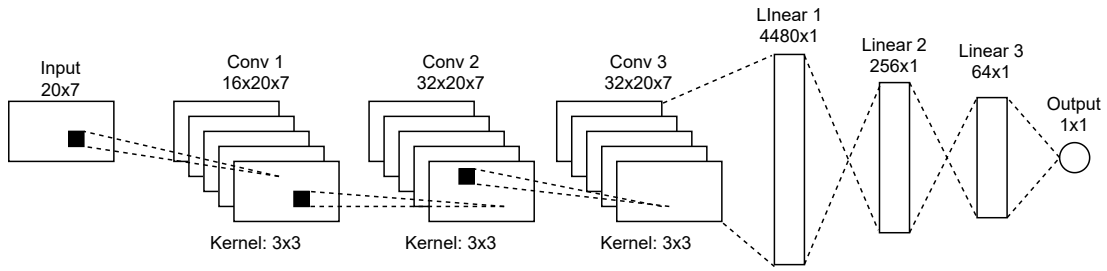 Input
20x7
Conv 1
16x20x7
Kernel: 3x3
Conv 2
32x20x7
Kernel: 3x3
Conv 3
32x20x7
Kernel: 3x3
LInear 1
4480x1
Linear 2
256x1
Linear 3
64x1
Output
1x1